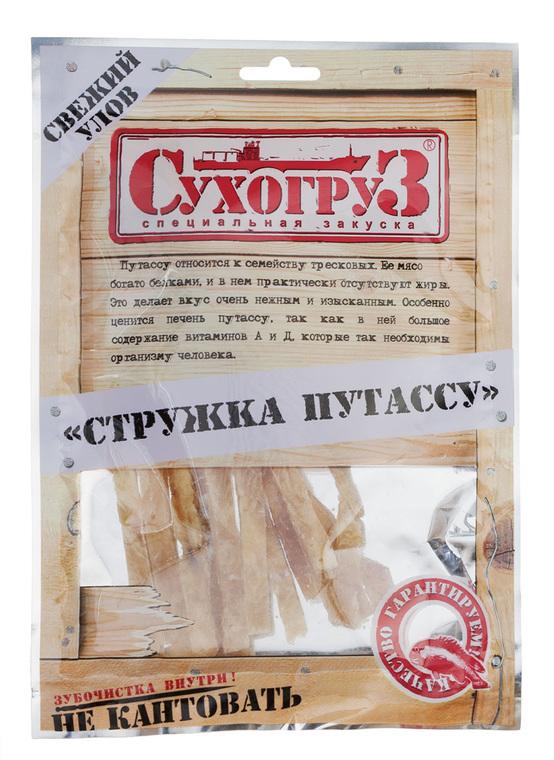 СВЕЖИЙ
УЛОВ
СУХОГРУЗ®
специальная закуска
Путассу относится к семейству тресковых. Ее мясо
богато белками, и в нем практически отсутствуют жиры.
Это делает вкус очень нежным и изысканным. Особенно
ценится печень путассу, так как в ней большое
содержание витаминов А и Д, которые так необходимы
организму человека.
«СТРУЖКА ПУТАССУ»
КАЧЕСТВО ГАРАНТИРУЕМ!
ЗУБОЧИСТКА ВНУТРИ!
НЕ КАНТОВАТЬ